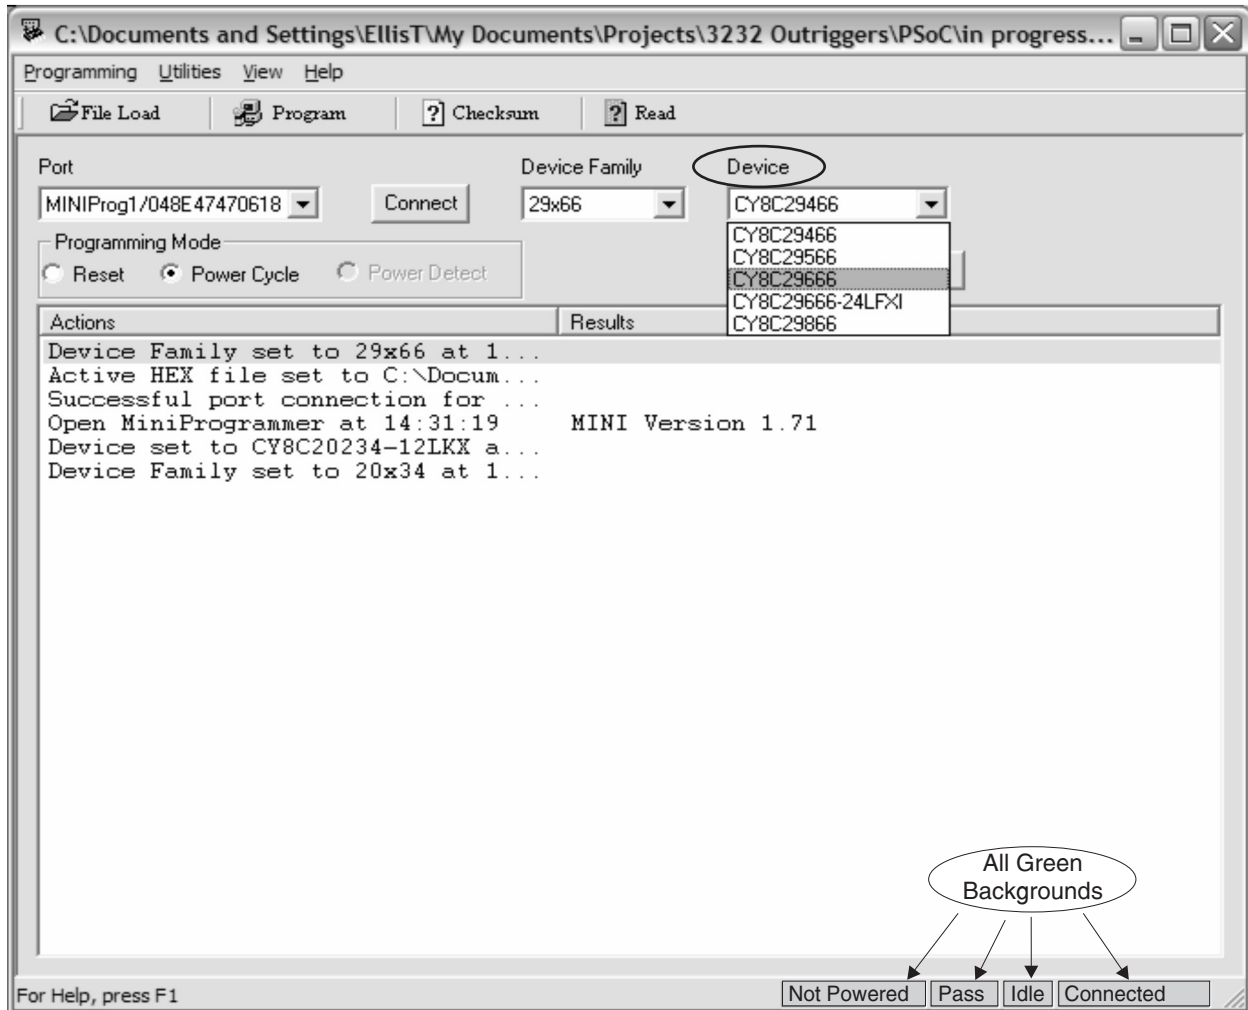 C:\Documents and Settings\EllisT\My Documents\Projects\3232 Outriggers\PSoC\in progress...
Programming Utilities View Help
File Load Program Checksum Read
Port Device Family Device
MINIProg1/048E47470618 Connect 29x66 CY8C29466
CY8C29466
CY8C29566
CY8C29666
CY8C29666-24LFXI
CY8C29866
Programming Mode
Reset Power Cycle Power Detect
Actions Results
Device Family set to 29x66 at 1...
Active HEX file set to C:\Docum...
Successful port connection for ...
Open MiniProgrammer at 14:31:19 MINI Version 1.71
Device set to CY8C20234-12LKX a...
Device Family set to 20x34 at 1...
All Green
Backgrounds
For Help, press F1 Not Powered Pass Idle Connected